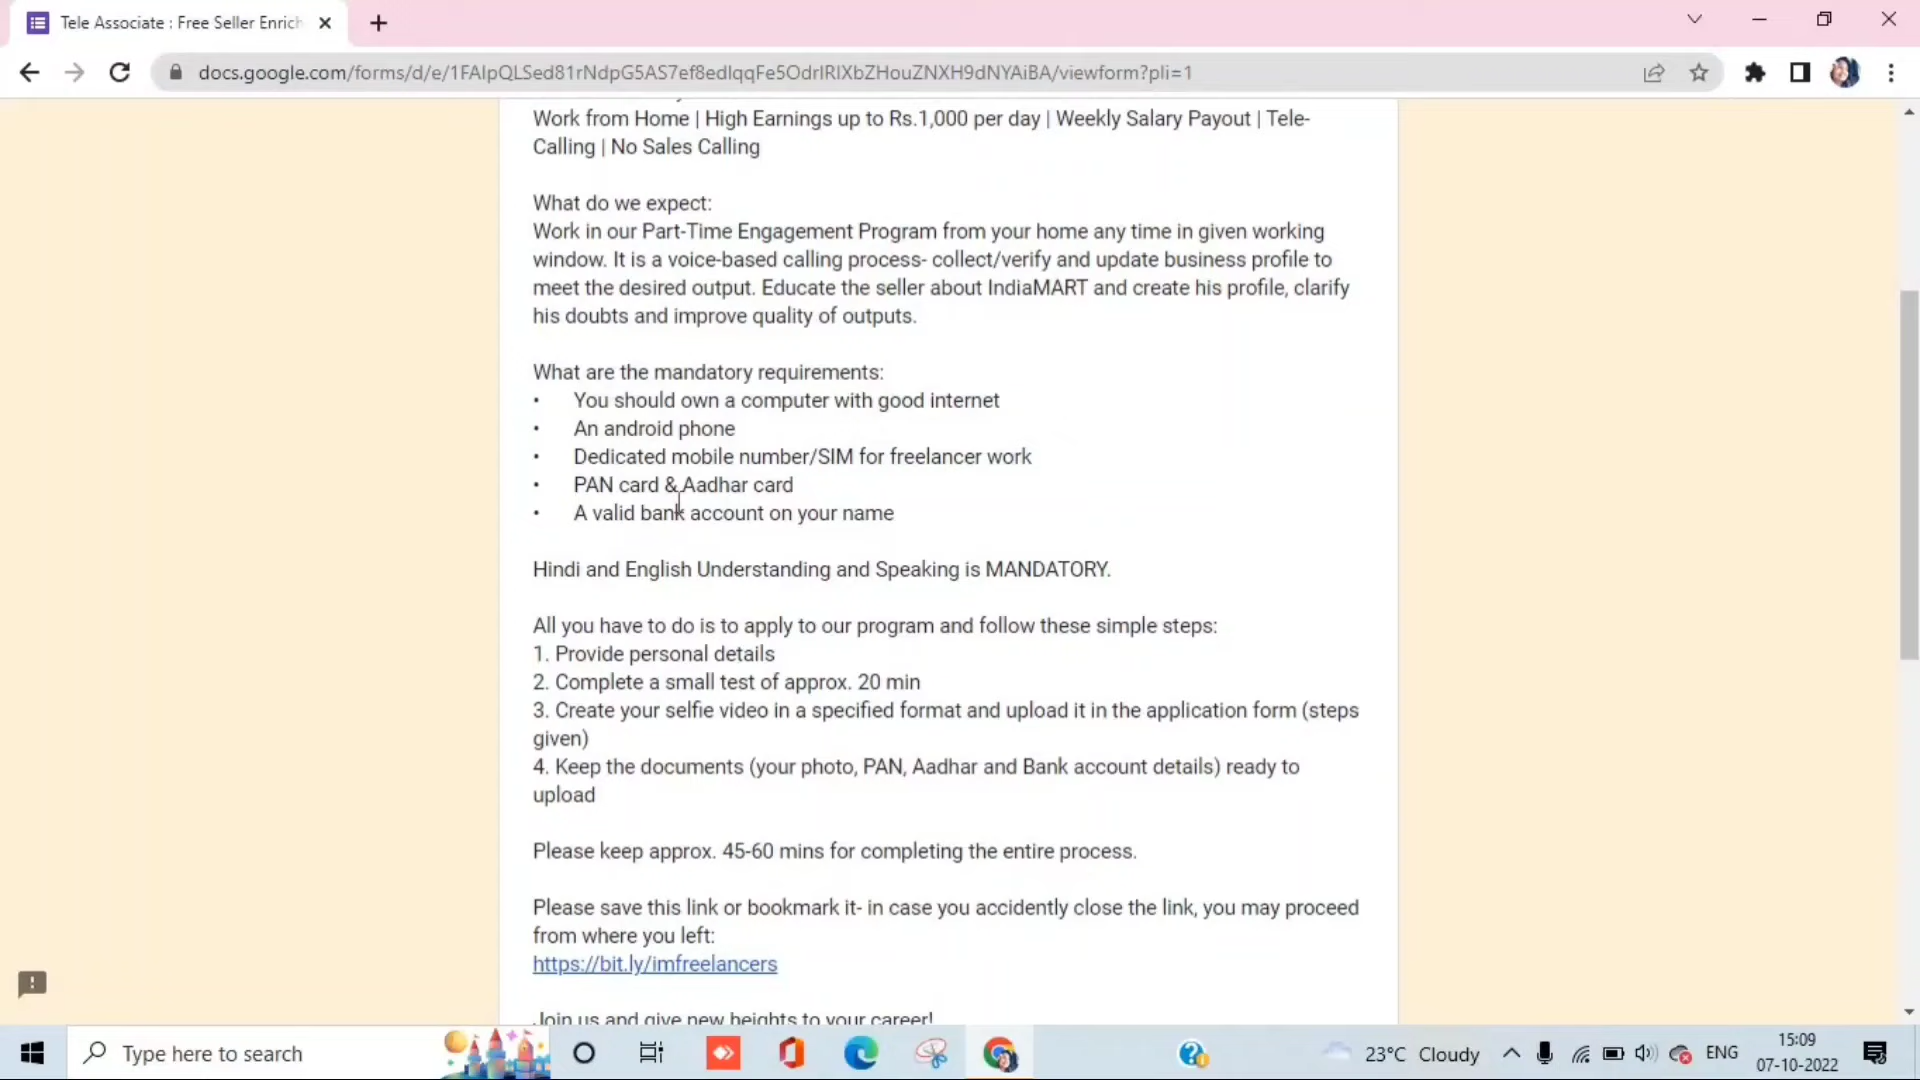 Tele Associate : Free Seller Enrich
docs.google.com/forms/d/e/1FAIpQLSed81rNdpG5AS7ef8edIqqFe5OdrIRIXbZHouZNXH9dNYAiBA/viewform?pli=1
Work from Home | High Earnings up to Rs.1,000 per day | Weekly Salary Payout | Tele-
Calling | No Sales Calling
What do we expect:
Work in our Part-Time Engagement Program from your home any time in given working
window. It is a voice-based calling process- collect/verify and update business profile to
meet the desired output. Educate the seller about IndiaMART and create his profile, clarify
his doubts and improve quality of outputs.
What are the mandatory requirements:
• You should own a computer with good internet
• An android phone
• Dedicated mobile number/SIM for freelancer work
• PAN card & Aadhar card
• A valid bank account on your name
Hindi and English Understanding and Speaking is MANDATORY.
All you have to do is to apply to our program and follow these simple steps:
1. Provide personal details
2. Complete a small test of approx. 20 min
3. Create your selfie video in a specified format and upload it in the application form (steps
given)
4. Keep the documents (your photo, PAN, Aadhar and Bank account details) ready to
upload
Please keep approx. 45-60 mins for completing the entire process.
Please save this link or bookmark it- in case you accidently close the link, you may proceed
from where you left:
https://bit.ly/imfreelancers
Join us and give new heights to your career!
Type here to search
23°C Cloudy
ENG
15:09
07-10-2022